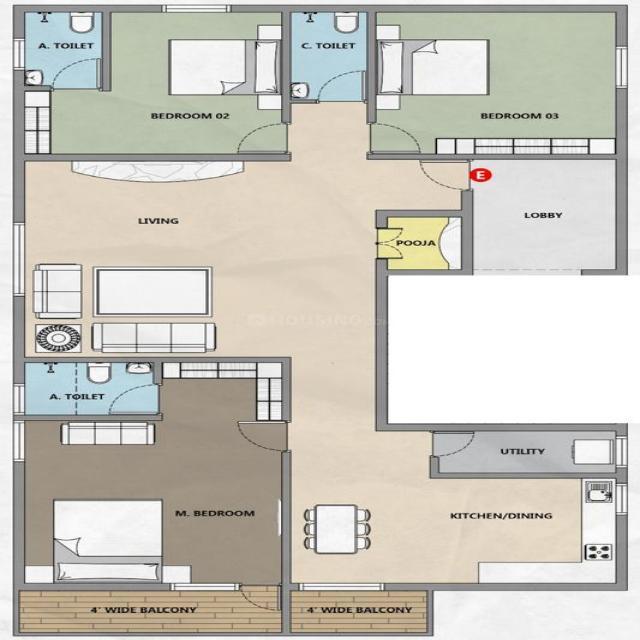 A. TOILET
C. TOILET
BEDROOM 02
BEDROOM 03
E
LIVING
LOBBY
POOJA
HOUSING.com
A. TOILET
UTILITY
M. BEDROOM
KITCHEN/DINING
4' WIDE BALCONY
4' WIDE BALCONY